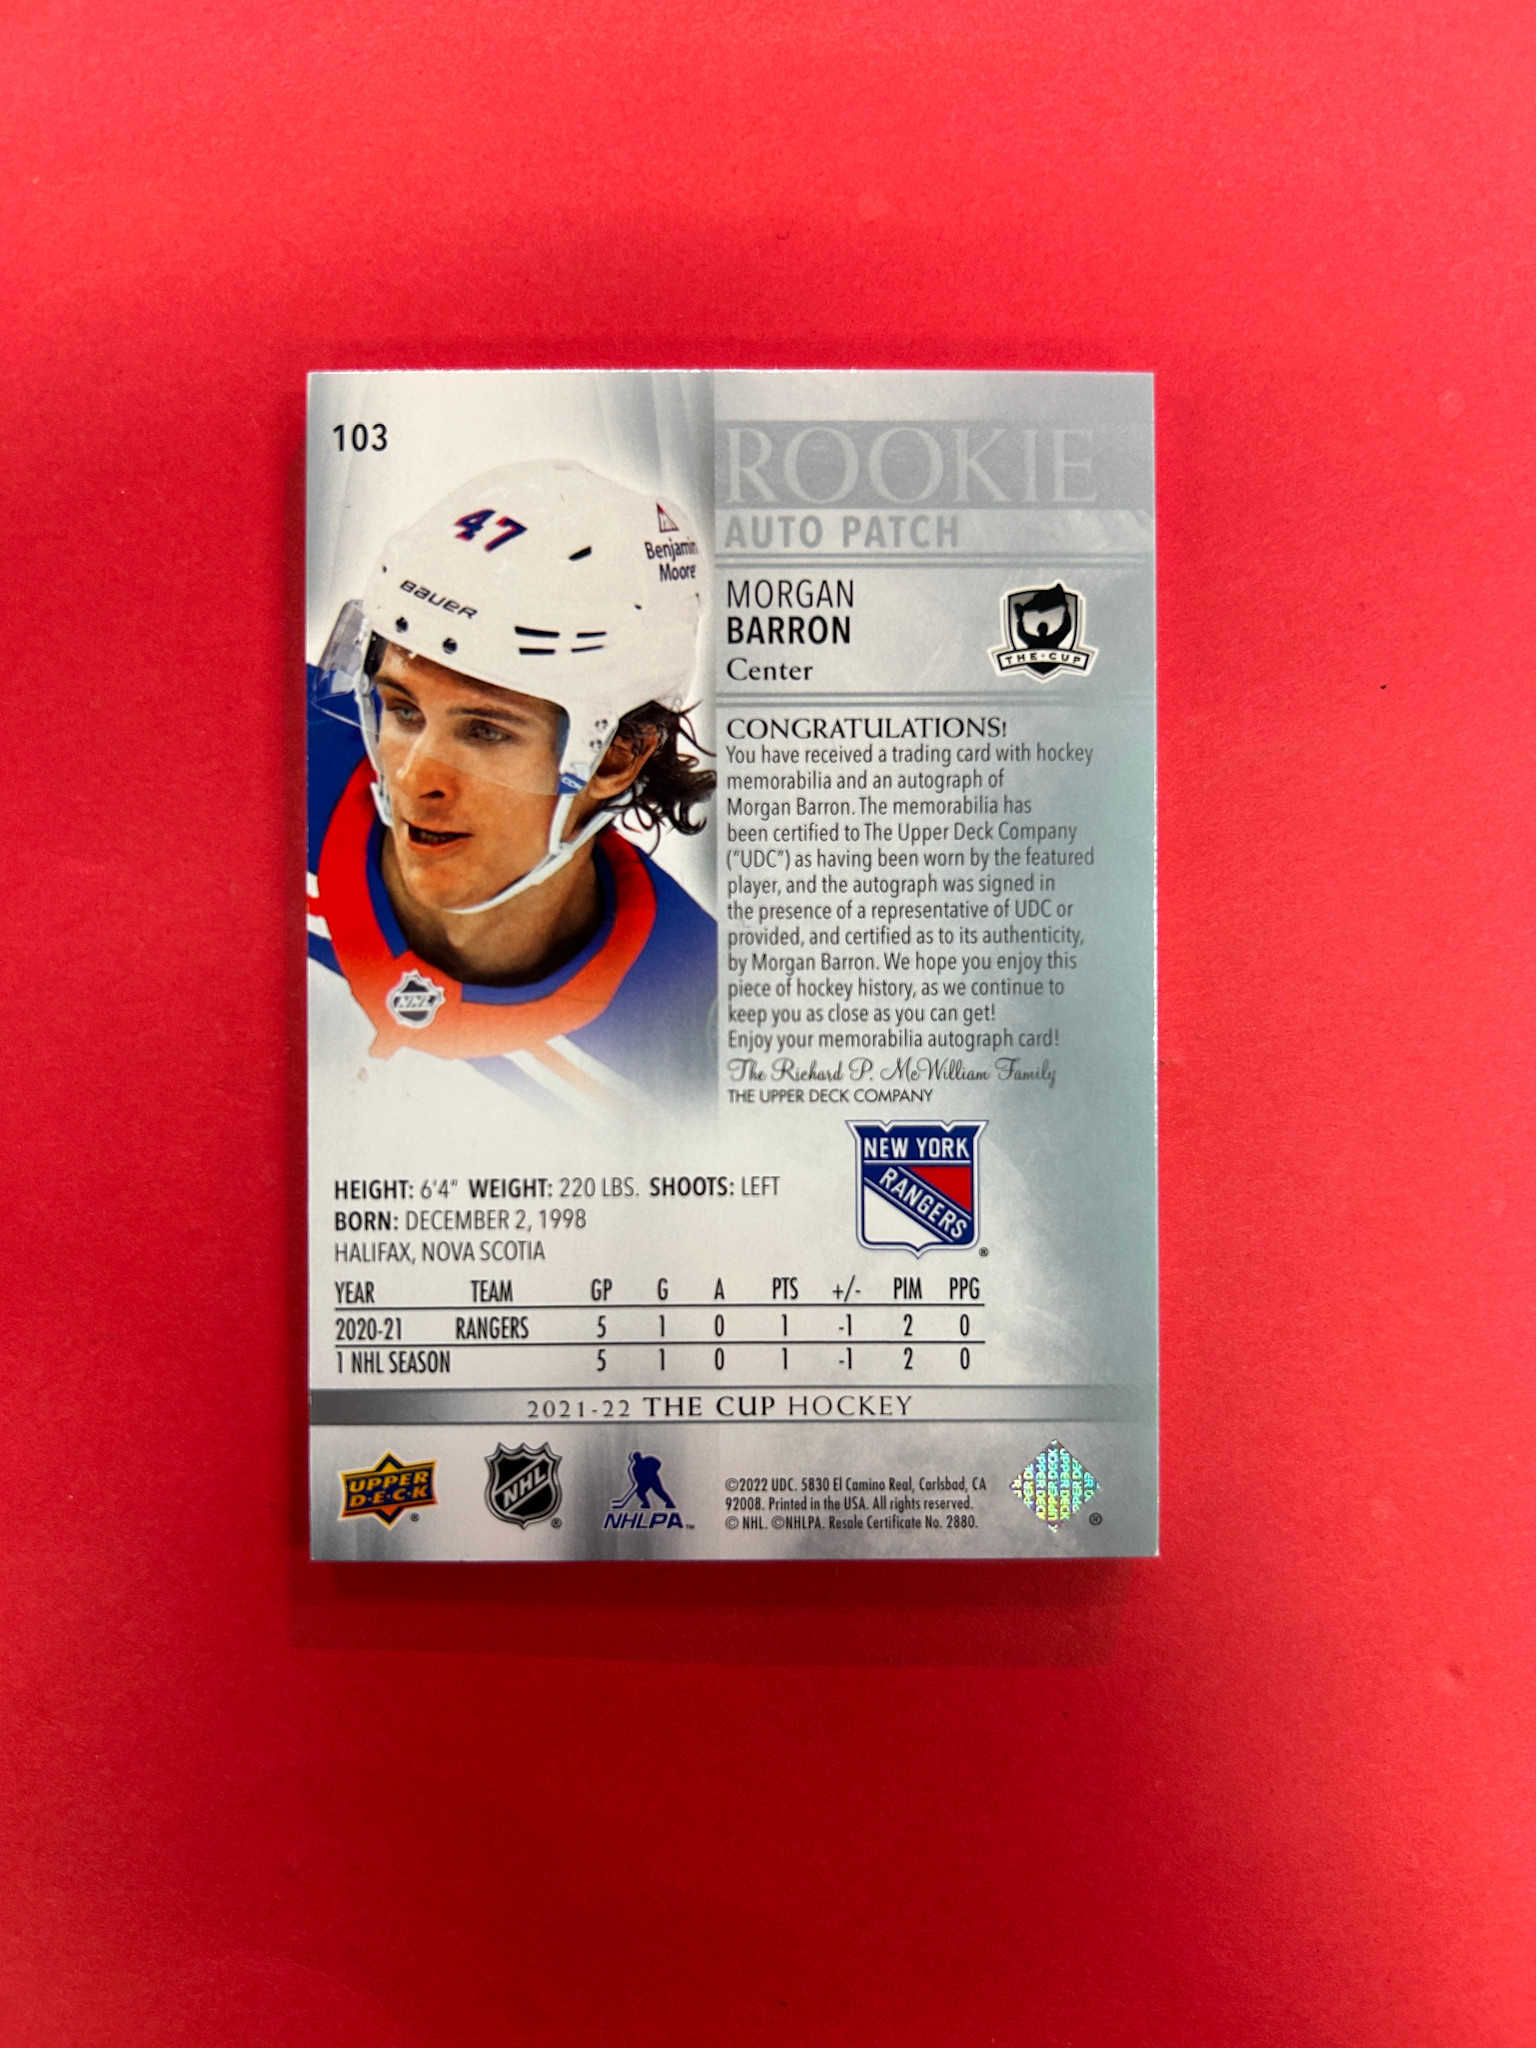 103
ROOKIE
AUTO PATCH
47
Benjamin
Moore
BAUER
MORGAN
BARRON
Center
THE CUP
CONGRATULATIONS!
You have received a trading card with hockey
memorabilia and an autograph of
Morgan Barron. The memorabilia has
been certified to The Upper Deck Company
("UDC") as having been worn by the featured
player, and the autograph was signed in
the presence of a representative of UDC or
provided, and certified as to its authenticity,
by Morgan Barron. We hope you enjoy this
piece of hockey history, as we continue to
keep you as close as you can get!
Enjoy your memorabilia autograph card!
The Richard P. McWilliam Family
THE UPPER DECK COMPANY
NHL
NEW YORK
RANGERS
®
HEIGHT: 6'4" WEIGHT: 220 LBS. SHOOTS: LEFT
BORN: DECEMBER 2, 1998
HALIFAX, NOVA SCOTIA
YEAR TEAM GP G A PTS +/- PIM PPG
2020-21 RANGERS 5 1 0 1 -1 2 0
1 NHL SEASON 5 1 0 1 -1 2 0
2021-22 THE CUP HOCKEY
UPPER
D·E·C·K
®
NHL
®
NHLPA™
©2022 UDC. 5830 El Camino Real, Carlsbad, CA
92008. Printed in the USA. All rights reserved.
© NHL. ©NHLPA. Resale Certificate No. 2880.
UPPER DECK
®